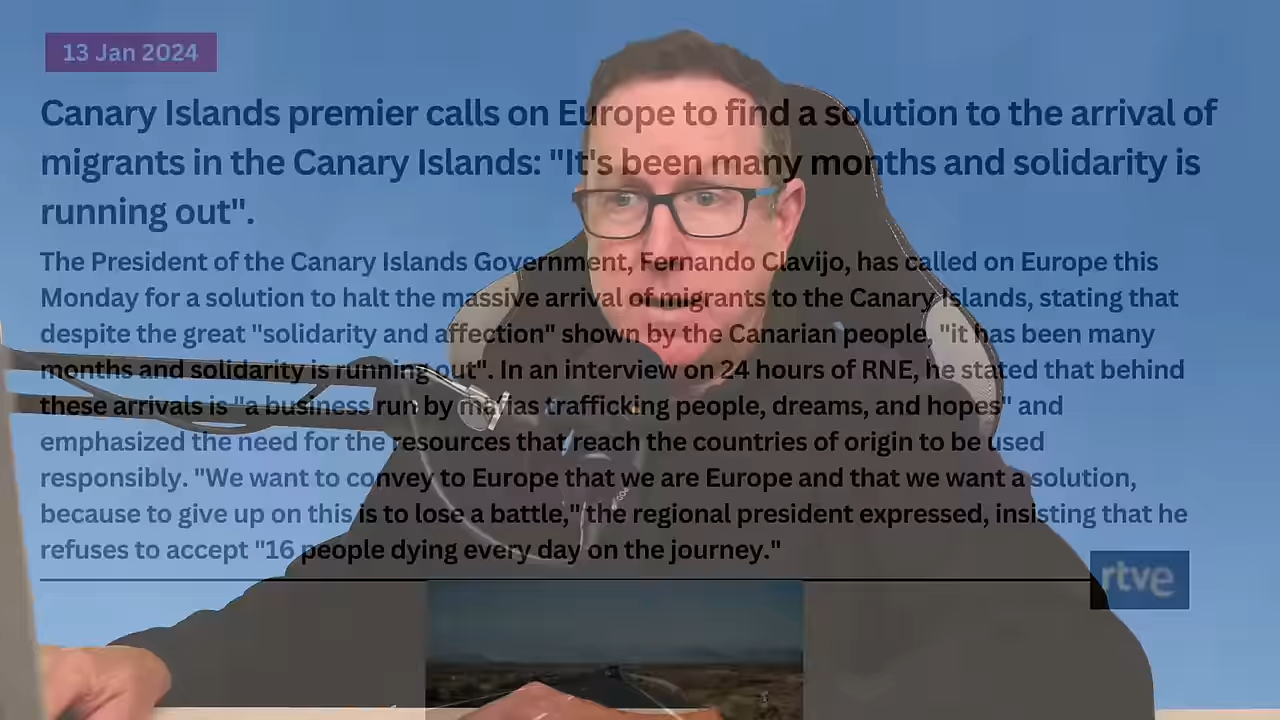 13 Jan 2024
Canary Islands premier calls on Europe to find a solution to the arrival of
migrants in the Canary Islands: "It's been many months and solidarity is
running out".
The President of the Canary Islands Government, Fernando Clavijo, has called on Europe this
Monday for a solution to halt the massive arrival of migrants to the Canary Islands, stating that
despite the great "solidarity and affection" shown by the Canarian people, "it has been many
months and solidarity is running out". In an interview on 24 hours of RNE, he stated that behind
these arrivals is "a business run by mafias trafficking people, dreams, and hopes" and
emphasized the need for the resources that reach the countries of origin to be used
responsibly. "We want to convey to Europe that we are Europe and that we want a solution,
because to give up on this is to lose a battle," the regional president expressed, insisting that he
refuses to accept "16 people dying every day on the journey."
rtve